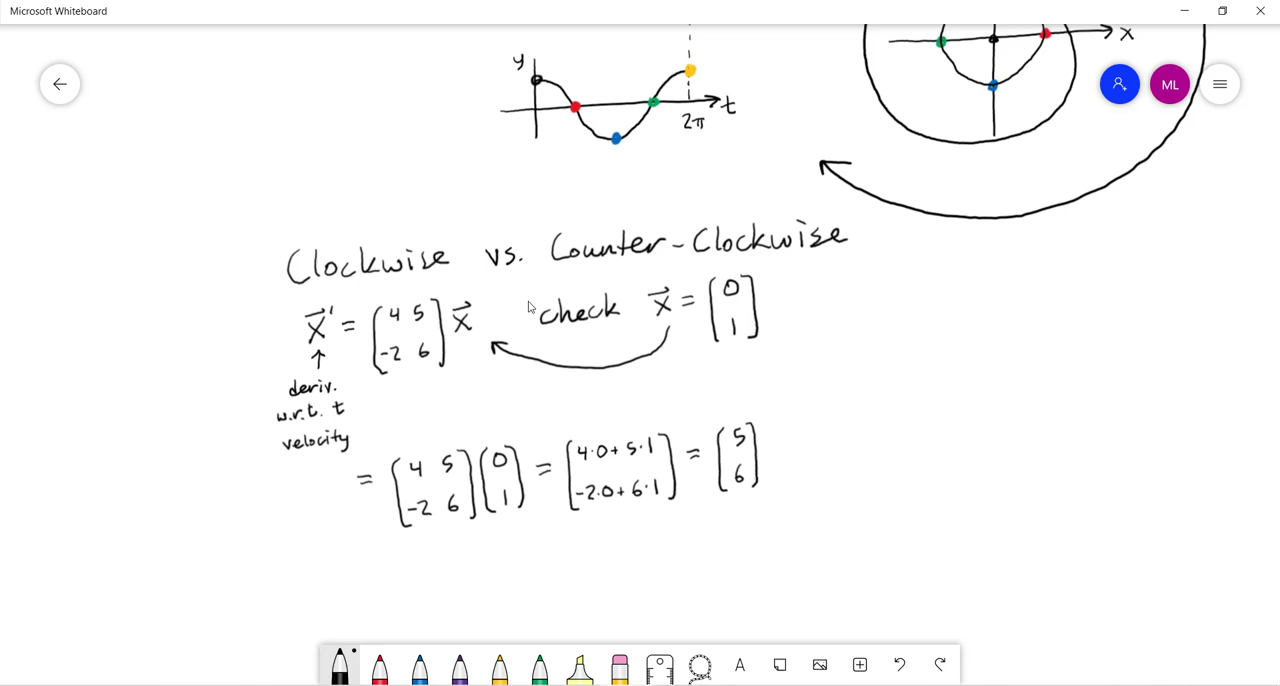 Microsoft Whiteboard
y
t
2π
x
ML
Clockwise vs. Counter-Clockwise
x⃗' = [4 5; -2 6] x⃗ check x⃗ = [0; 1]
↑
deriv.
w.r.t. t
velocity
= [4 5; -2 6] [0; 1] = [4·0+5·1; -2·0+6·1] = [5; 6]
A